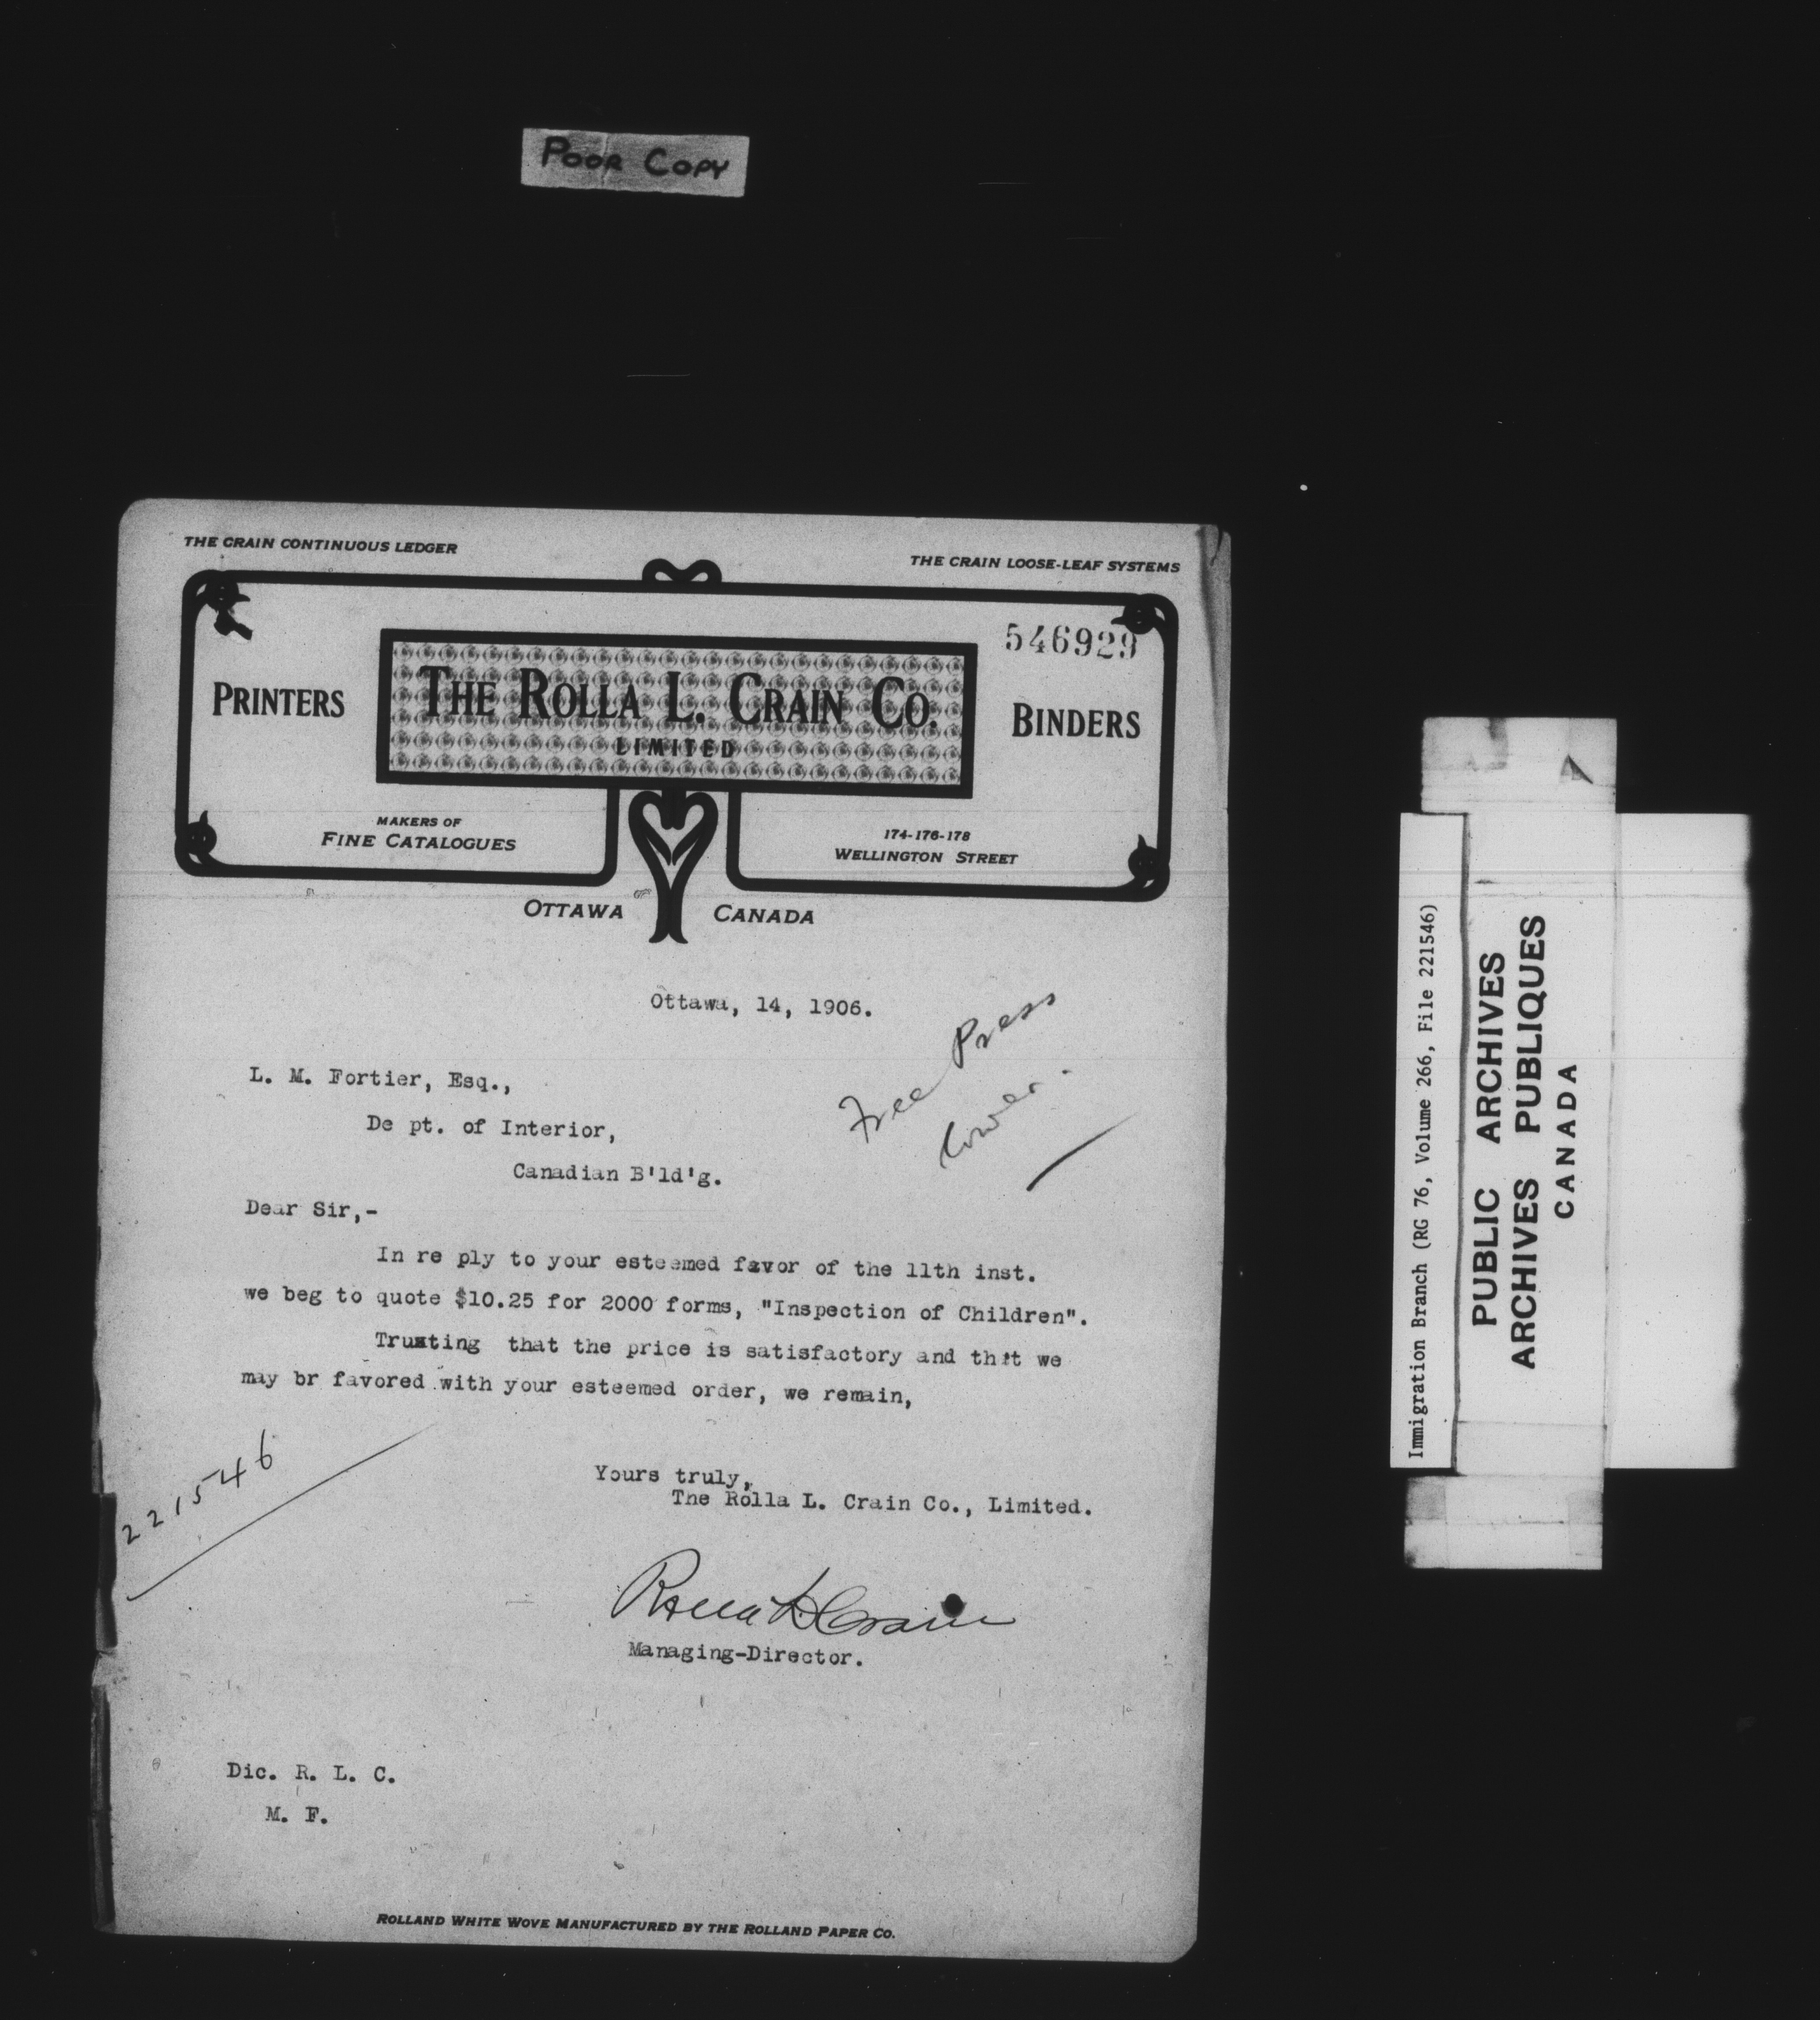 POOR COPY
THE CRAIN CONTINUOUS LEDGER
THE CRAIN LOOSE-LEAF SYSTEMS
546929
PRINTERS
THE ROLLA L. CRAIN CO.
LIMITED
BINDERS
MAKERS OF
FINE CATALOGUES
174-176-178
WELLINGTON STREET
OTTAWA CANADA
Ottawa, 14, 1906.
Free Press
lower.
L. M. Fortier, Esq.,
De pt. of Interior,
Canadian B'ld'g.
Dear Sir,-
In re ply to your esteemed favor of the 11th inst.
we beg to quote $10.25 for 2000 forms, "Inspection of Children".
Trusting that the price is satisfactory and that we
may br favored with your esteemed order, we remain,
221546
Yours truly,
The Rolla L. Crain Co., Limited.
Rolla L. Crain
Managing-Director.
Dic. R. L. C.
M. F.
ROLLAND WHITE WOVE MANUFACTURED BY THE ROLLAND PAPER CO.
Immigration Branch (RG 76, Volume 266, File 221546)
PUBLIC ARCHIVES
ARCHIVES PUBLIQUES
CANADA